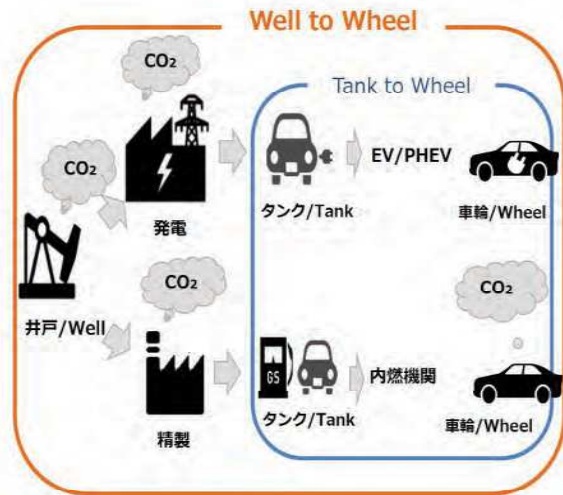 Well to Wheel
CO₂
Tank to Wheel
CO₂
EV/PHEV
タンク/Tank
車輪/Wheel
発電
CO₂
CO₂
井戸/Well
GS
内燃機関
タンク/Tank
車輪/Wheel
精製